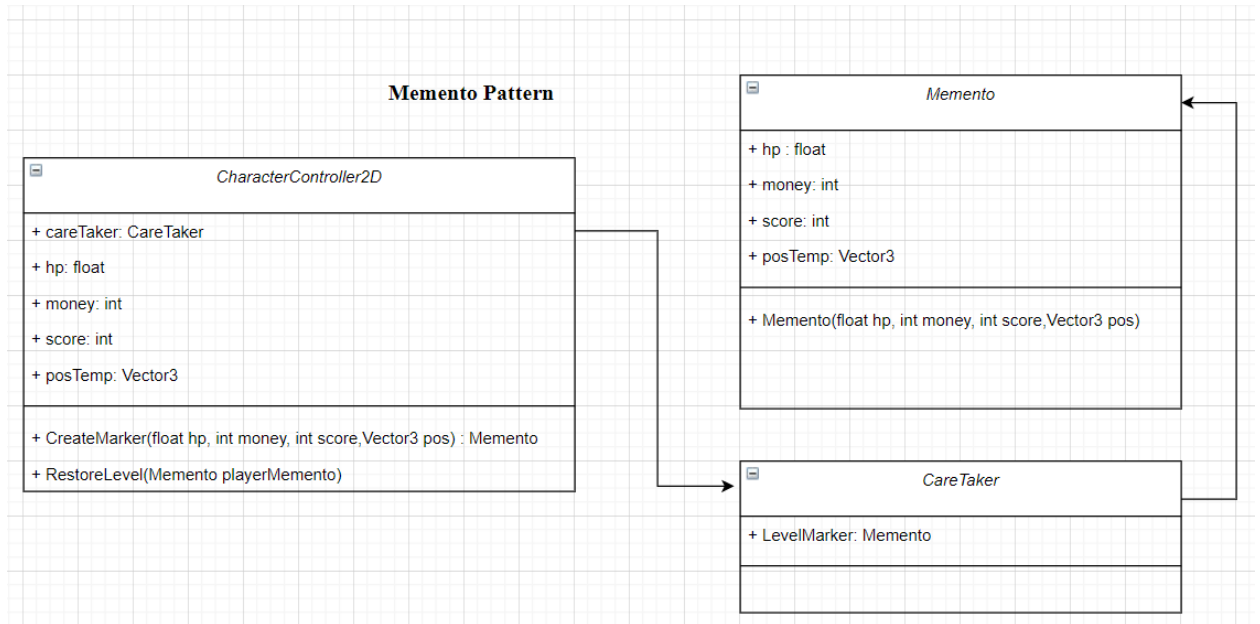 Memento Pattern
CharacterController2D
+ careTaker: CareTaker
+ hp: float
+ money: int
+ score: int
+ posTemp: Vector3
+ CreateMarker(float hp, int money, int score,Vector3 pos) : Memento
+ RestoreLevel(Memento playerMemento)
Memento
+ hp : float
+ money: int
+ score: int
+ posTemp: Vector3
+ Memento(float hp, int money, int score,Vector3 pos)
CareTaker
+ LevelMarker: Memento